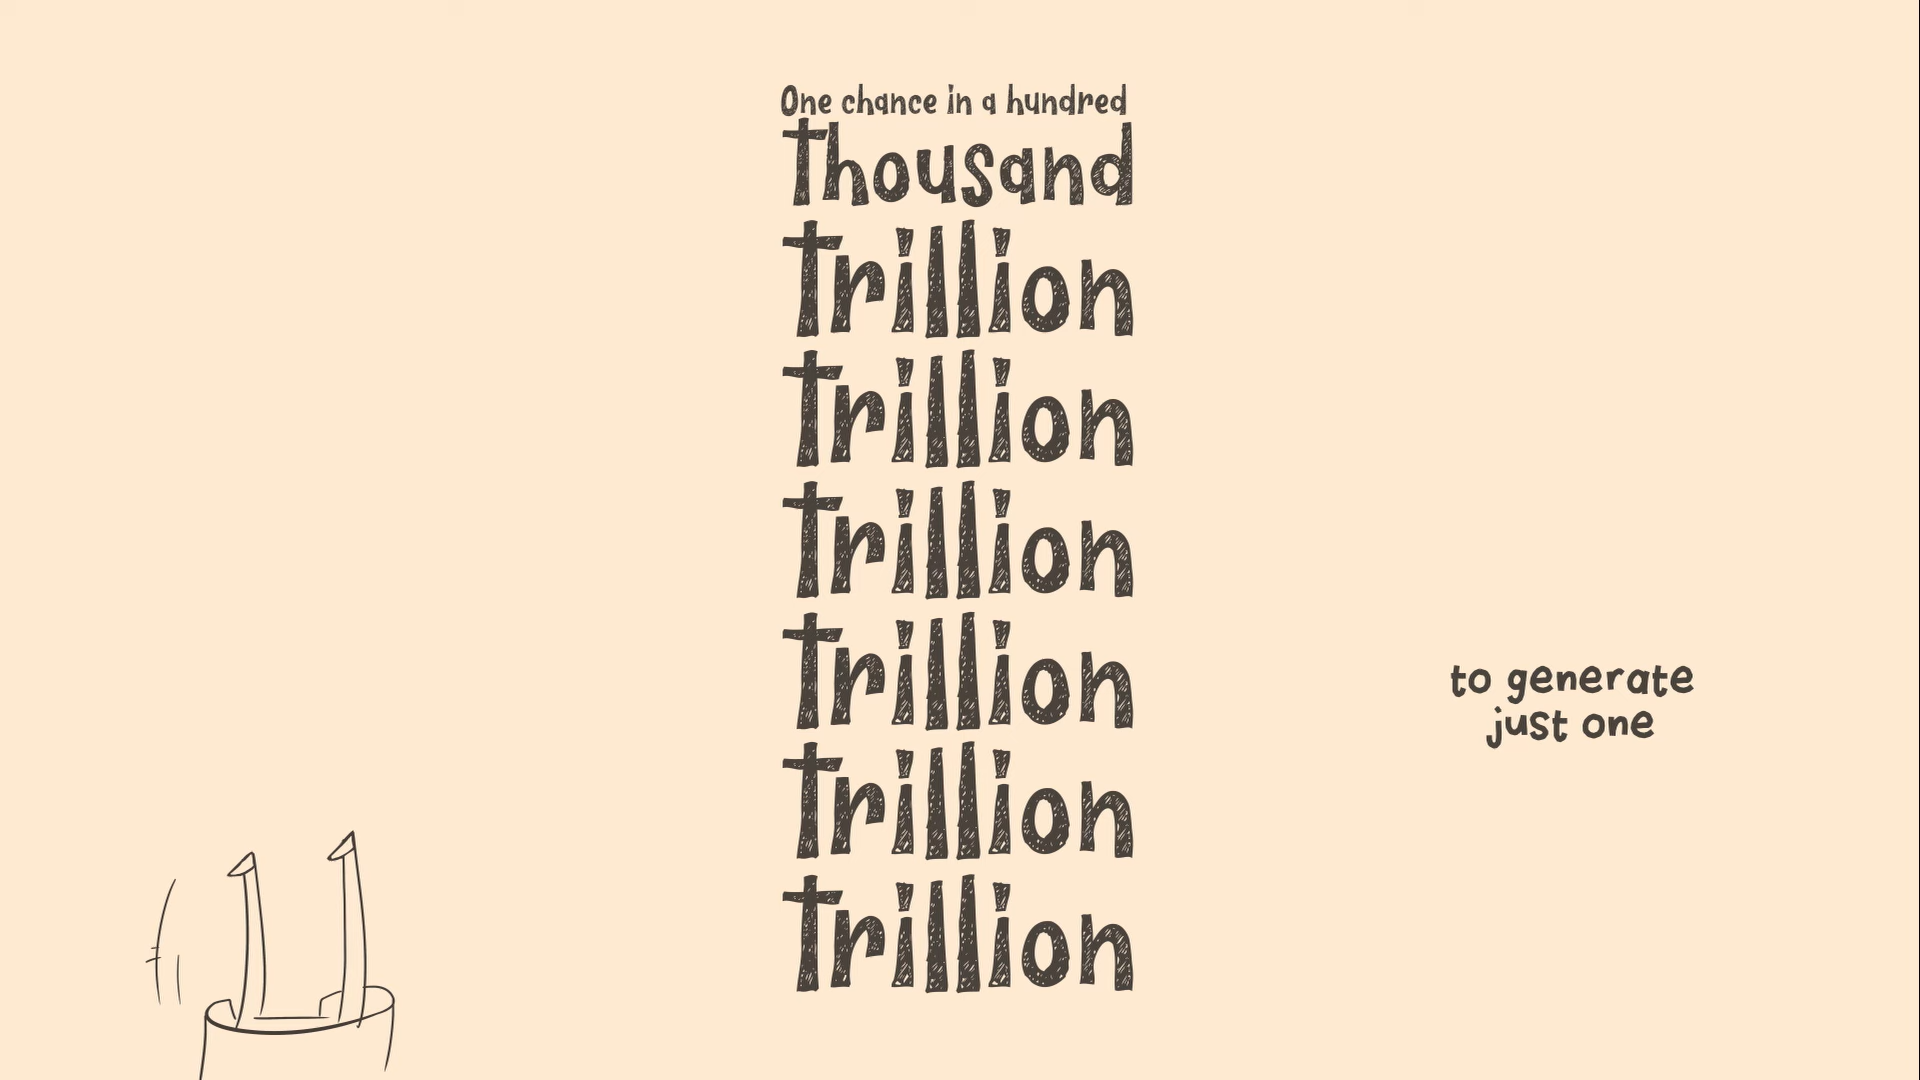 One chance in a hundred
Thousand
Trillion
Trillion
Trillion
Trillion
Trillion
Trillion
to generate
just one